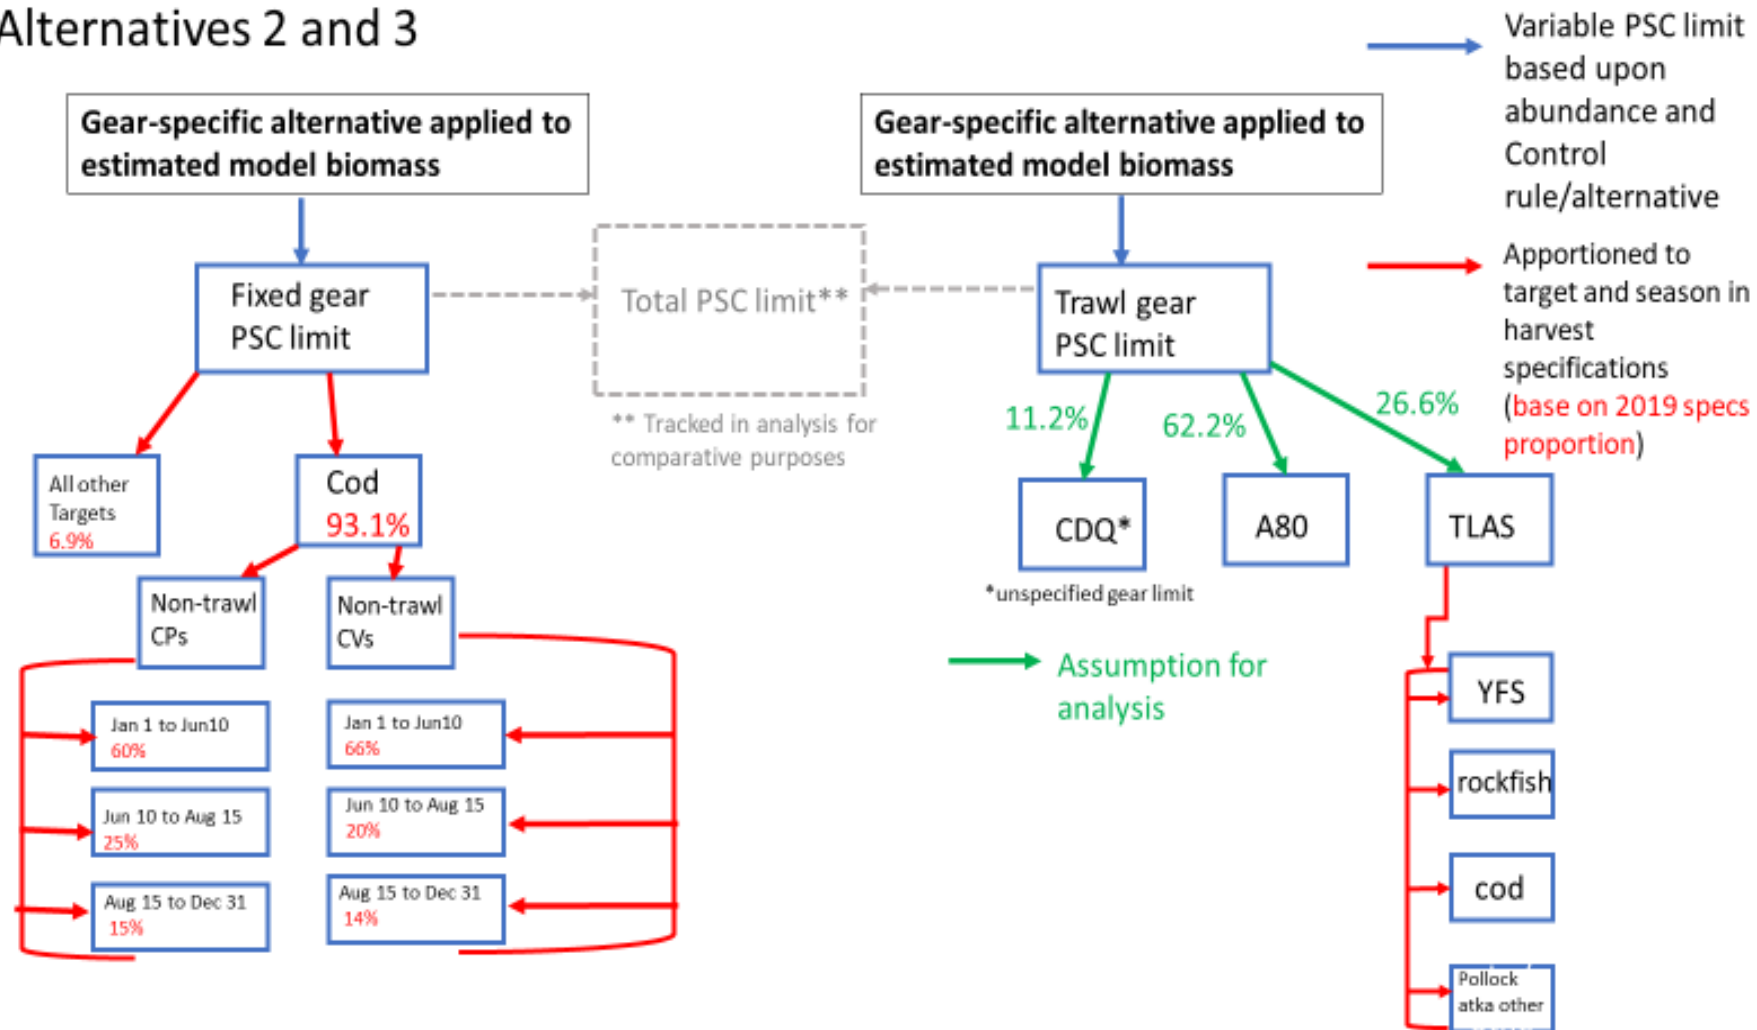 Alternatives 2 and 3
Variable PSC limit
based upon
abundance and
Control
rule/alternative
Apportioned to
target and season in
harvest
specifications
(base on 2019 specs
proportion)
Gear-specific alternative applied to
estimated model biomass
Gear-specific alternative applied to
estimated model biomass
Fixed gear
PSC limit
Total PSC limit**
Trawl gear
PSC limit
** Tracked in analysis for
comparative purposes
11.2%
62.2%
26.6%
All other
Targets
6.9%
Cod
93.1%
CDQ*
A80
TLAS
*unspecified gear limit
Non-trawl
CPs
Non-trawl
CVs
Assumption for
analysis
Jan 1 to Jun10
60%
Jun 10 to Aug 15
25%
Aug 15 to Dec 31
15%
Jan 1 to Jun10
66%
Jun 10 to Aug 15
20%
Aug 15 to Dec 31
14%
YFS
rockfish
cod
Pollock
atka other